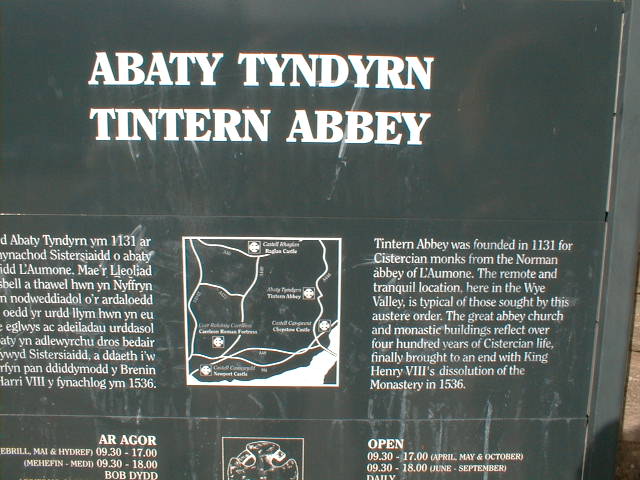 ABATY TYNDYRN
TINTERN ABBEY
d Abaty Tyndyrn ym 1131 ar
ynachod Sistersiaidd o abaty
idd L'Aumone. Mae'r Lleoliad
sbell a thawel hwn yn Nyffryn
n nodweddiadol o'r ardaloedd
oedd yr urdd llym hwn yn eu
e eglwys ac adeiladau urddasol
aty yn adlewyrchu dros bedair
fywyd Sistersiaidd, a ddaeth i'w
rfyn pan ddiddymodd y Brenin
Harri VIII y fynachlog ym 1536.
Castell Rhaglan
Raglan Castle
Abaty Tyndyrn
Tintern Abbey
Caer Rufeinig Caerllion
Caerleon Roman Fortress
Castell Cas-gwent
Chepstow Castle
Castell Casnewydd
Newport Castle
Tintern Abbey was founded in 1131 for
Cistercian monks from the Norman
abbey of L'Aumone. The remote and
tranquil location, here in the Wye
Valley, is typical of those sought by this
austere order. The great abbey church
and monastic buildings reflect over
four hundred years of Cistercian life,
finally brought to an end with King
Henry VIII's dissolution of the
Monastery in 1536.
AR AGOR
EBRILL, MAI & HYDREF) 09.30 - 17.00
(MEHEFIN - MEDI) 09.30 - 18.00
BOB DYDD
OPEN
09.30 - 17.00 (APRIL, MAY & OCTOBER)
09.30 - 18.00 (JUNE - SEPTEMBER)
DAILY